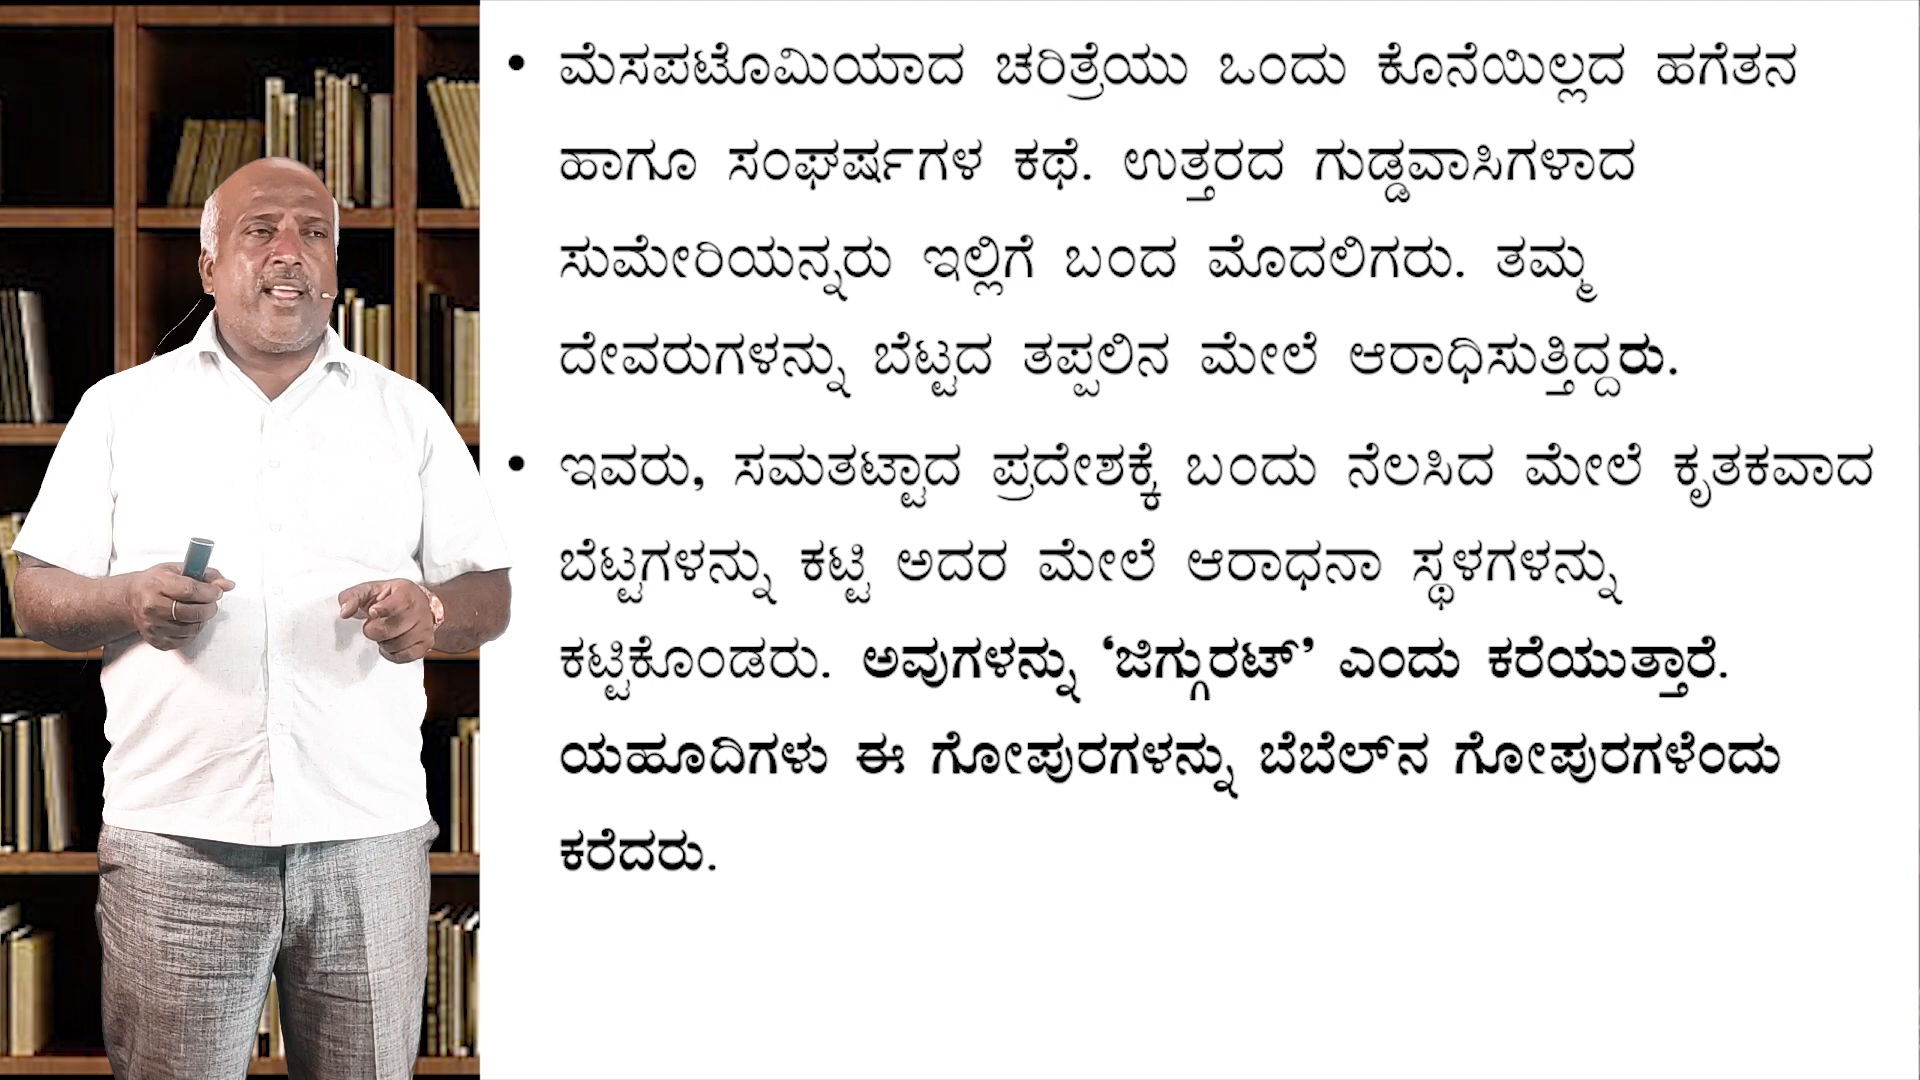 • ಮೆಸಪಟೊಮಿಯಾದ ಚರಿತ್ರೆಯು ಒಂದು ಕೊನೆಯಿಲ್ಲದ ಹಗೆತನ
ಹಾಗೂ ಸಂಘರ್ಷಗಳ ಕಥೆ. ಉತ್ತರದ ಗುಡ್ಡವಾಸಿಗಳಾದ
ಸುಮೇರಿಯನ್ನರು ಇಲ್ಲಿಗೆ ಬಂದ ಮೊದಲಿಗರು. ತಮ್ಮ
ದೇವರುಗಳನ್ನು ಬೆಟ್ಟದ ತಪ್ಪಲಿನ ಮೇಲೆ ಆರಾಧಿಸುತ್ತಿದ್ದರು.
• ಇವರು, ಸಮತಟ್ಟಾದ ಪ್ರದೇಶಕ್ಕೆ ಬಂದು ನೆಲಸಿದ ಮೇಲೆ ಕೃತಕವಾದ
ಬೆಟ್ಟಗಳನ್ನು ಕಟ್ಟಿ ಅದರ ಮೇಲೆ ಆರಾಧನಾ ಸ್ಥಳಗಳನ್ನು
ಕಟ್ಟಿಕೊಂಡರು. ಅವುಗಳನ್ನು ‘ಜಿಗ್ಗುರಟ್’ ಎಂದು ಕರೆಯುತ್ತಾರೆ.
ಯಹೂದಿಗಳು ಈ ಗೋಪುರಗಳನ್ನು ಬೆಬೆಲ್‌ನ ಗೋಪುರಗಳೆಂದು
ಕರೆದರು.